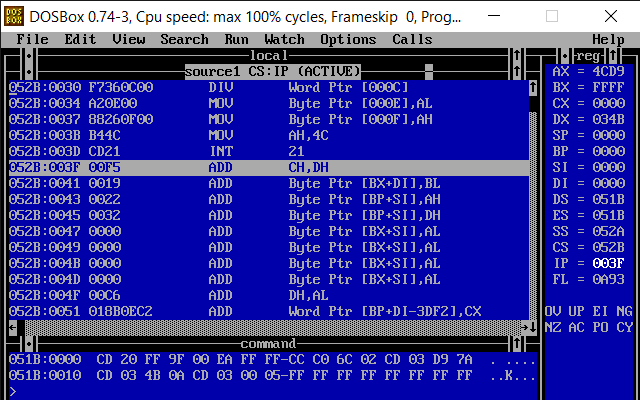 DOSBox 0.74-3, Cpu speed: max 100% cycles, Frameskip 0, Prog...
File Edit View Search Run Watch Options Calls Help
local
reg
source1 CS:IP (ACTIVE)
052B:0030 F7360C00 DIV Word Ptr [000C]
052B:0034 A20E00 MOV Byte Ptr [000E],AL
052B:0037 88260F00 MOV Byte Ptr [000F],AH
052B:003B B44C MOV AH,4C
052B:003D CD21 INT 21
052B:003F 00F5 ADD CH,DH
052B:0041 0019 ADD Byte Ptr [BX+DI],BL
052B:0043 0022 ADD Byte Ptr [BP+SI],AH
052B:0045 0032 ADD Byte Ptr [BP+SI],DH
052B:0047 0000 ADD Byte Ptr [BX+SI],AL
052B:0049 0000 ADD Byte Ptr [BX+SI],AL
052B:004B 0000 ADD Byte Ptr [BX+SI],AL
052B:004D 0000 ADD Byte Ptr [BX+SI],AL
052B:004F 00C6 ADD DH,AL
052B:0051 018B0EC2 ADD Word Ptr [BP+DI-3DF2],CX
AX = 4CD9
BX = FFFF
CX = 0000
DX = 034B
SP = 0000
BP = 0000
SI = 0000
DI = 0000
DS = 051B
ES = 051B
SS = 052A
CS = 052B
IP = 003F
FL = 0A93
OV UP EI NG
NZ AC PO CY
command
051B:0000 CD 20 FF 9F 00 EA FF FF-CC C0 6C 02 CD 03 D9 7A . .....
051B:0010 CD 03 4B 0A CD 03 00 05-FF FF FF FF FF FF FF FF ..K...
>